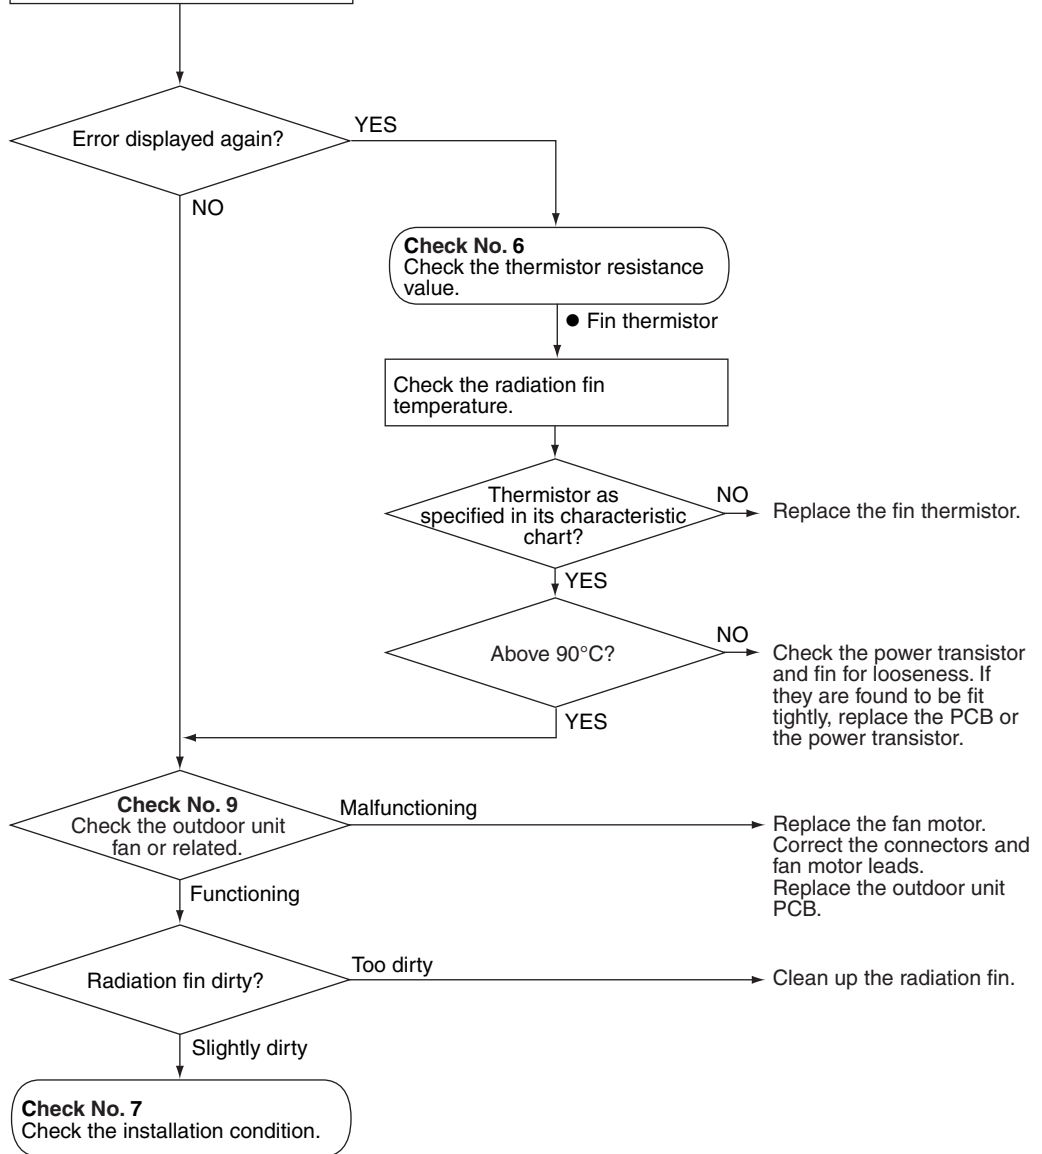 Error displayed again?
YES
NO
Check No. 6
Check the thermistor resistance
value.
● Fin thermistor
Check the radiation fin
temperature.
Thermistor as
specified in its characteristic
chart?
NO
Replace the fin thermistor.
YES
Above 90°C?
NO
Check the power transistor
and fin for looseness. If
they are found to be fit
tightly, replace the PCB or
the power transistor.
YES
Check No. 9
Check the outdoor unit
fan or related.
Malfunctioning
Replace the fan motor.
Correct the connectors and
fan motor leads.
Replace the outdoor unit
PCB.
Functioning
Radiation fin dirty?
Too dirty
Clean up the radiation fin.
Slightly dirty
Check No. 7
Check the installation condition.